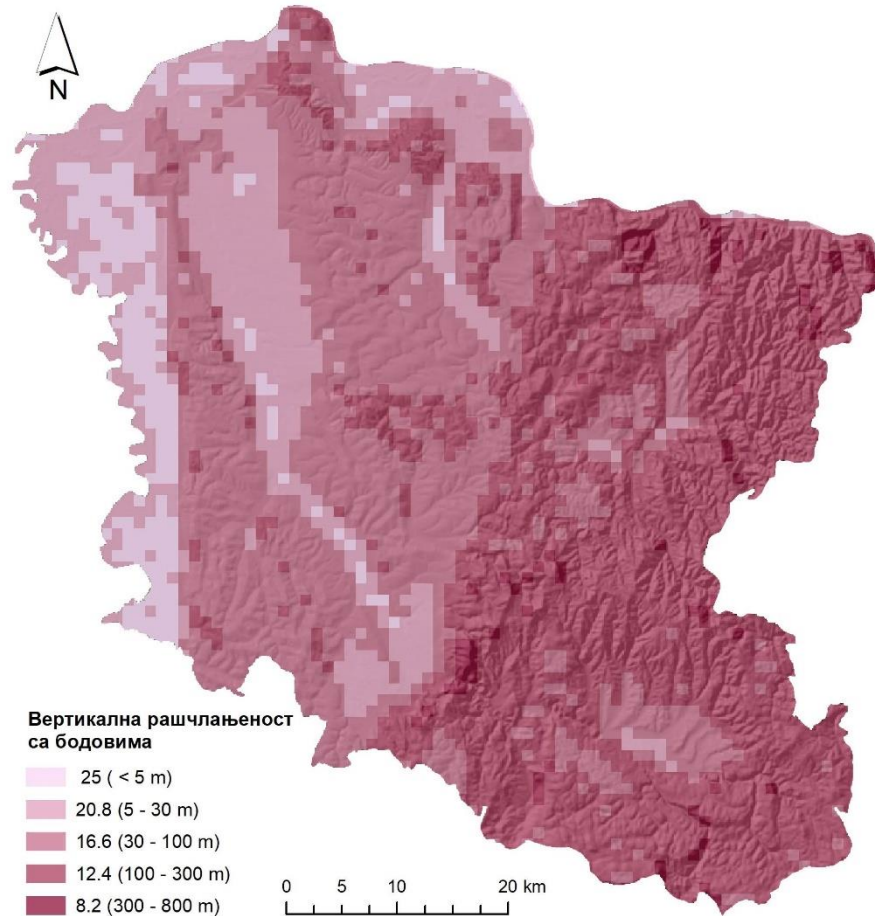 N
Вертикална рашчлањеност
са бодовима
25 ( < 5 m)
20.8 (5 - 30 m)
16.6 (30 - 100 m)
12.4 (100 - 300 m)
8.2 (300 - 800 m)
0 5 10 20 km